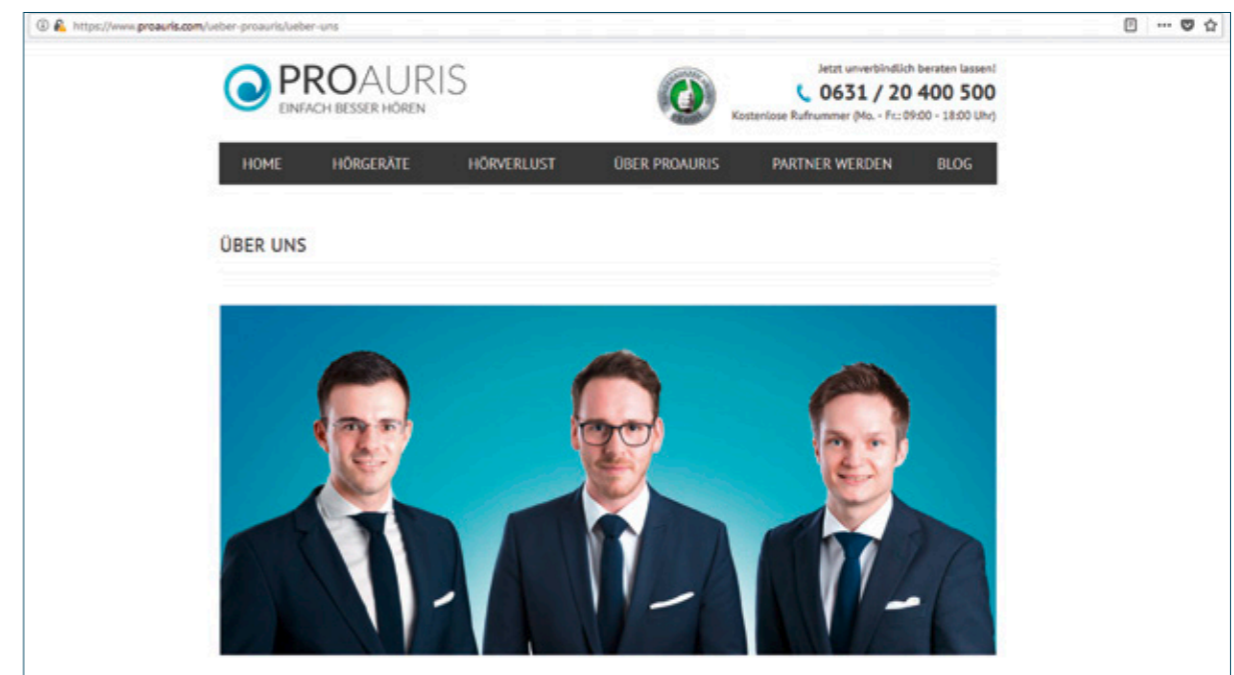 https://www.proauris.com/ueber-proauris/ueber-uns
PROAURIS
EINFACH BESSER HÖREN
Jetzt unverbindlich beraten lassen!
0631 / 20 400 500
Kostenlose Rufnummer (Mo. - Fr.: 09:00 - 18:00 Uhr)
HOME HÖRGERÄTE HÖRVERLUST ÜBER PROAURIS PARTNER WERDEN BLOG
ÜBER UNS